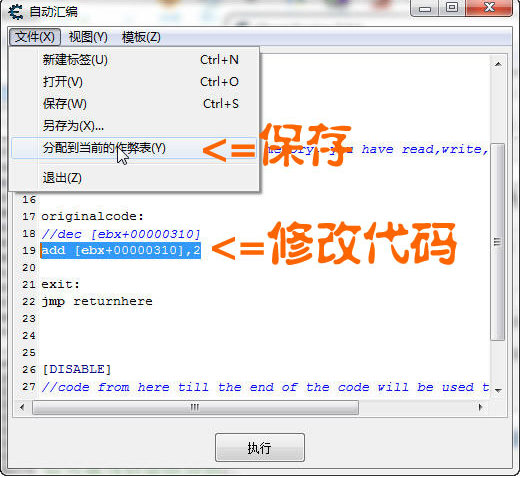 自动汇编
文件(X) 视图(Y) 模板(Z)
新建标签(U) Ctrl+N
打开(V) Ctrl+O
保存(W) Ctrl+S
另存为(X)...
分配到当前的作弊表(Y)
<=保存
memory, you have read,write,
退出(Z)
16
17 originalcode:
18 //dec [ebx+00000310]
19 add [ebx+00000310],2
<=修改代码
20
21 exit:
22 jmp returnhere
23
24
25
26 [DISABLE]
27 //code from here till the end of the code will be used t
执行